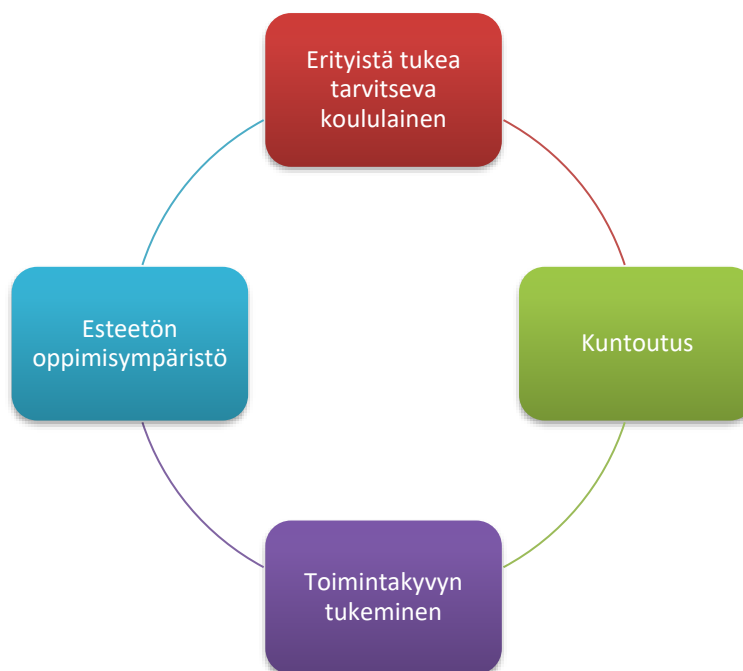 Erityistä tukea
tarvitseva
koululainen
Esteetön
oppimisympäristö
Kuntoutus
Toimintakyvyn
tukeminen